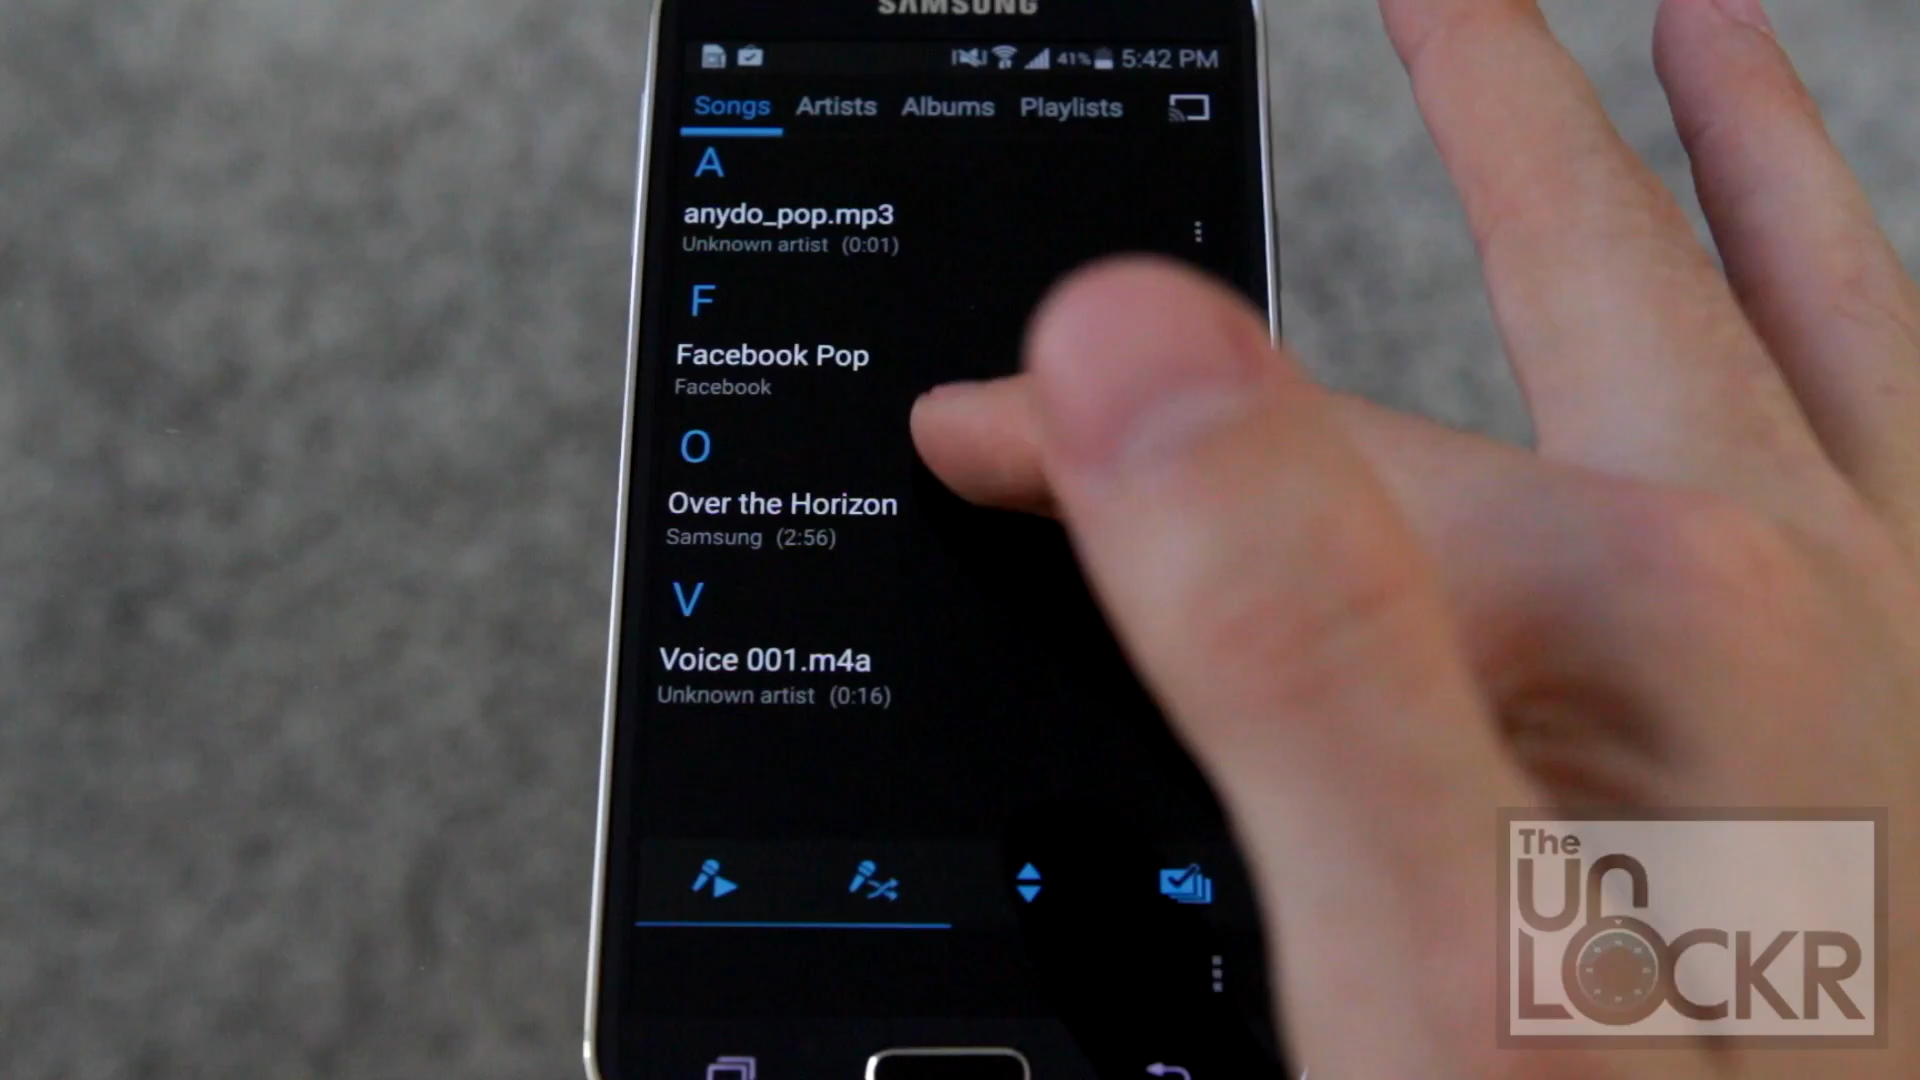 SAMSUNG
41% 5:42 PM
Songs Artists Albums Playlists
A
anydo_pop.mp3
Unknown artist (0:01)
F
Facebook Pop
Facebook
O
Over the Horizon
Samsung (2:56)
V
Voice 001.m4a
Unknown artist (0:16)
The
UN
LOCKR